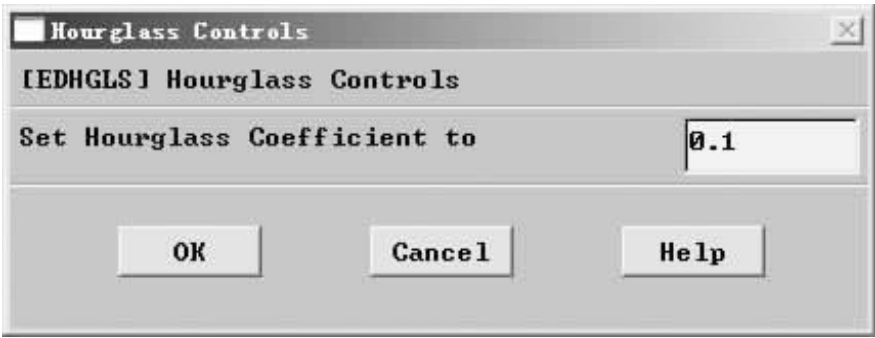 Hourglass Controls
[EDHGLS] Hourglass Controls
Set Hourglass Coefficient to 0.1
OK Cancel Help